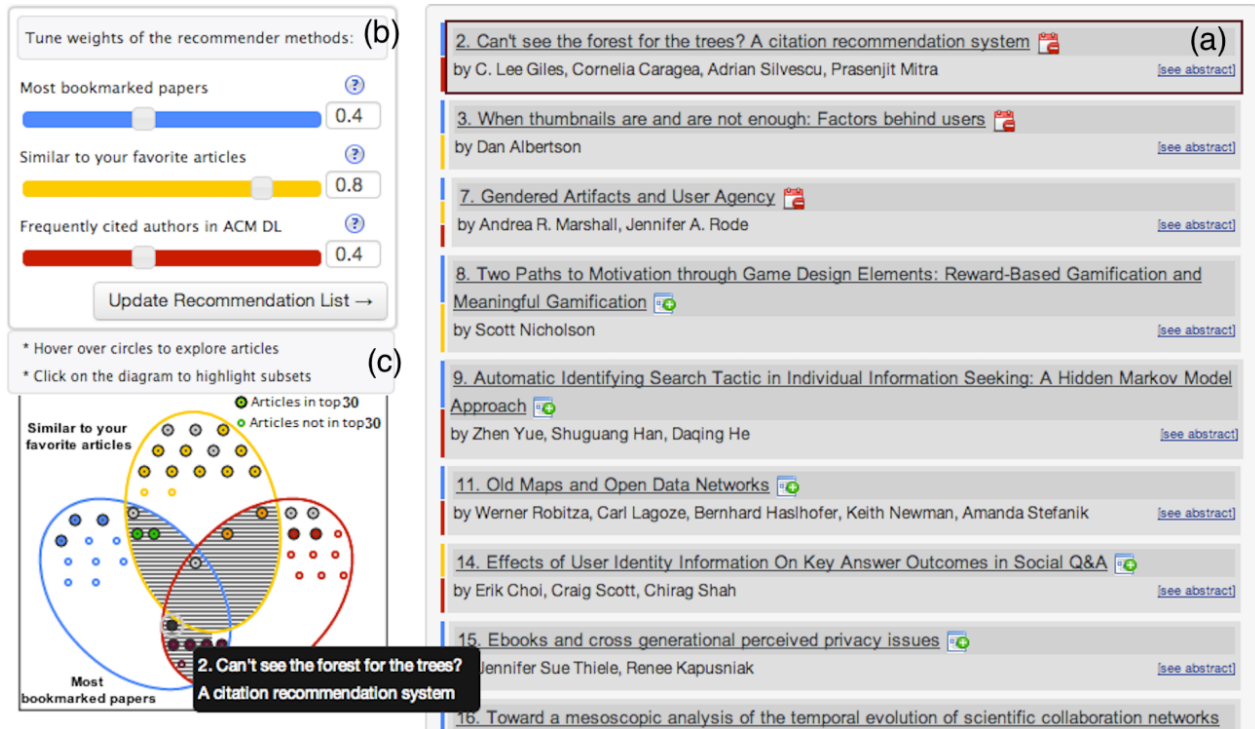 Tune weights of the recommender methods:
(b)
Most bookmarked papers
?
0.4
Similar to your favorite articles
?
0.8
Frequently cited authors in ACM DL
?
0.4
Update Recommendation List →
* Hover over circles to explore articles
* Click on the diagram to highlight subsets
(c)
Articles in top30
Articles not in top30
Similar to your
favorite articles
Most
bookmarked papers
2. Can't see the forest for the trees?
A citation recommendation system
(a)
2. Can't see the forest for the trees? A citation recommendation system
by C. Lee Giles, Cornelia Caragea, Adrian Silvescu, Prasenjit Mitra
[see abstract]
3. When thumbnails are and are not enough: Factors behind users
by Dan Albertson
[see abstract]
7. Gendered Artifacts and User Agency
by Andrea R. Marshall, Jennifer A. Rode
[see abstract]
8. Two Paths to Motivation through Game Design Elements: Reward-Based Gamification and
Meaningful Gamification
by Scott Nicholson
[see abstract]
9. Automatic Identifying Search Tactic in Individual Information Seeking: A Hidden Markov Model
Approach
by Zhen Yue, Shuguang Han, Daqing He
[see abstract]
11. Old Maps and Open Data Networks
by Werner Robitza, Carl Lagoze, Bernhard Haslhofer, Keith Newman, Amanda Stefanik
[see abstract]
14. Effects of User Identity Information On Key Answer Outcomes in Social Q&A
by Erik Choi, Craig Scott, Chirag Shah
[see abstract]
15. Ebooks and cross generational perceived privacy issues
Jennifer Sue Thiele, Renee Kapusniak
[see abstract]
16. Toward a mesoscopic analysis of the temporal evolution of scientific collaboration networks